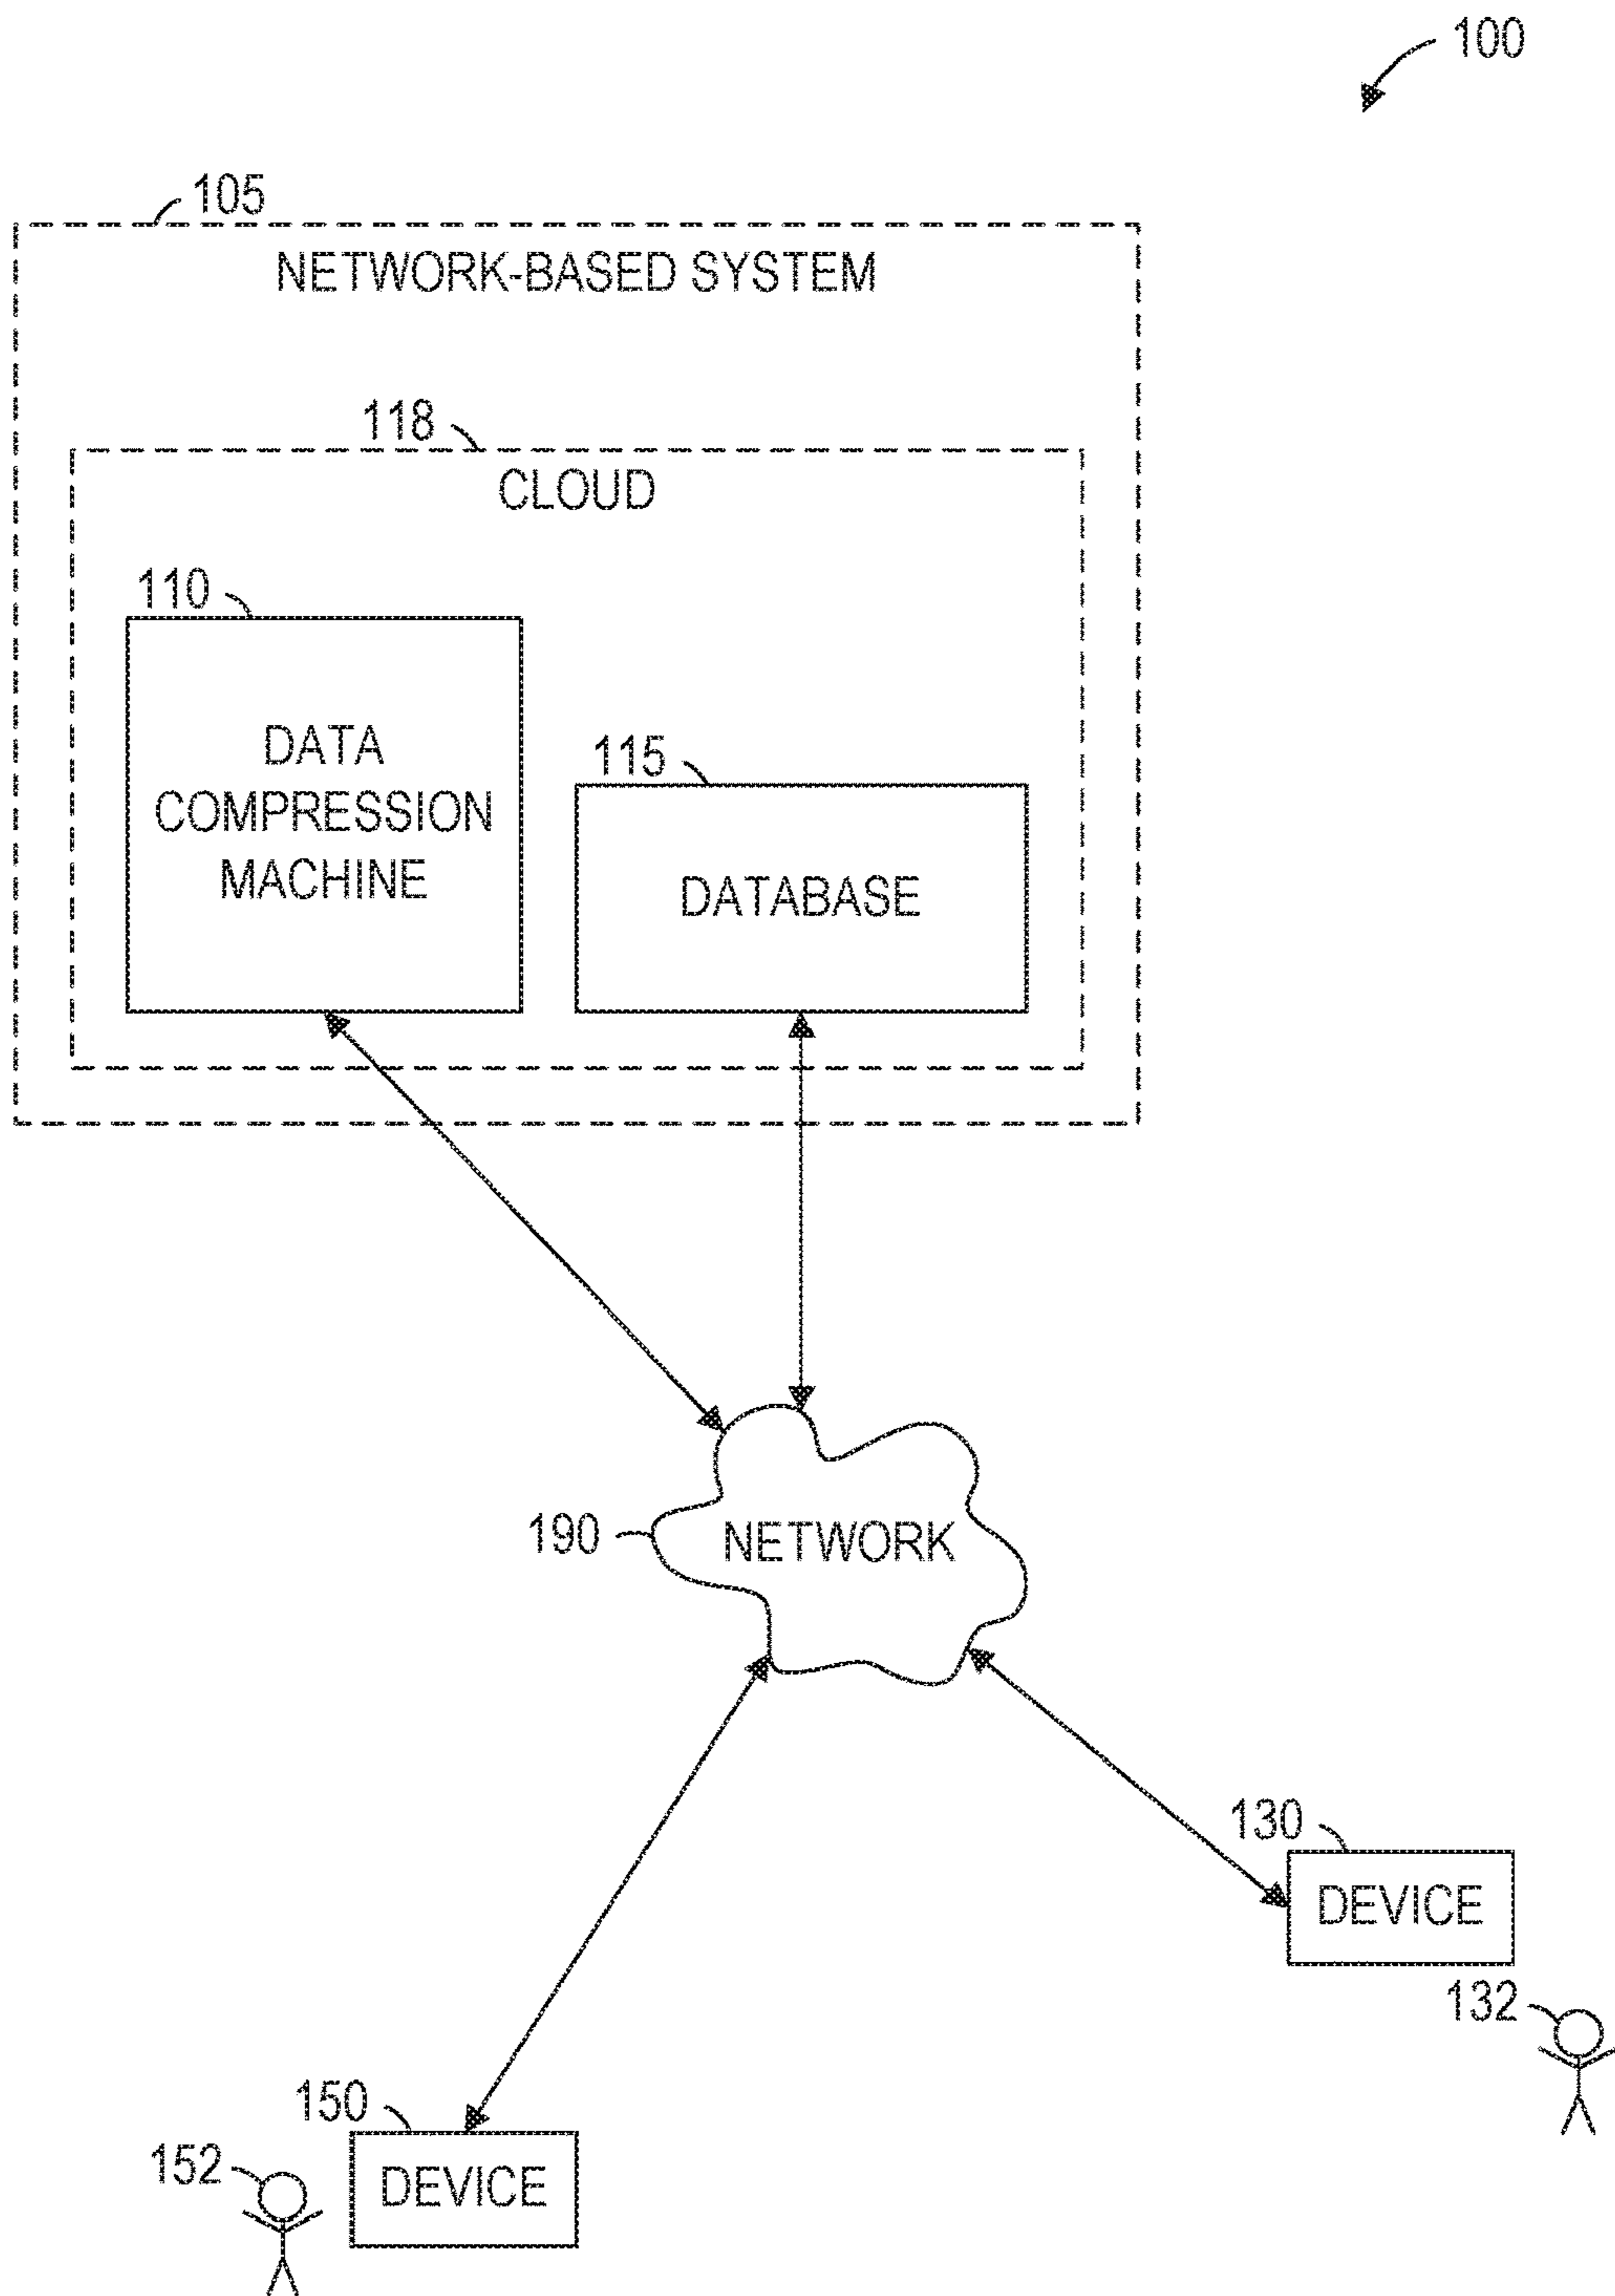 100
105
NETWORK-BASED SYSTEM
118
CLOUD
110
DATA
COMPRESSION
MACHINE
115
DATABASE
190
NETWORK
130
DEVICE
132
150
DEVICE
152